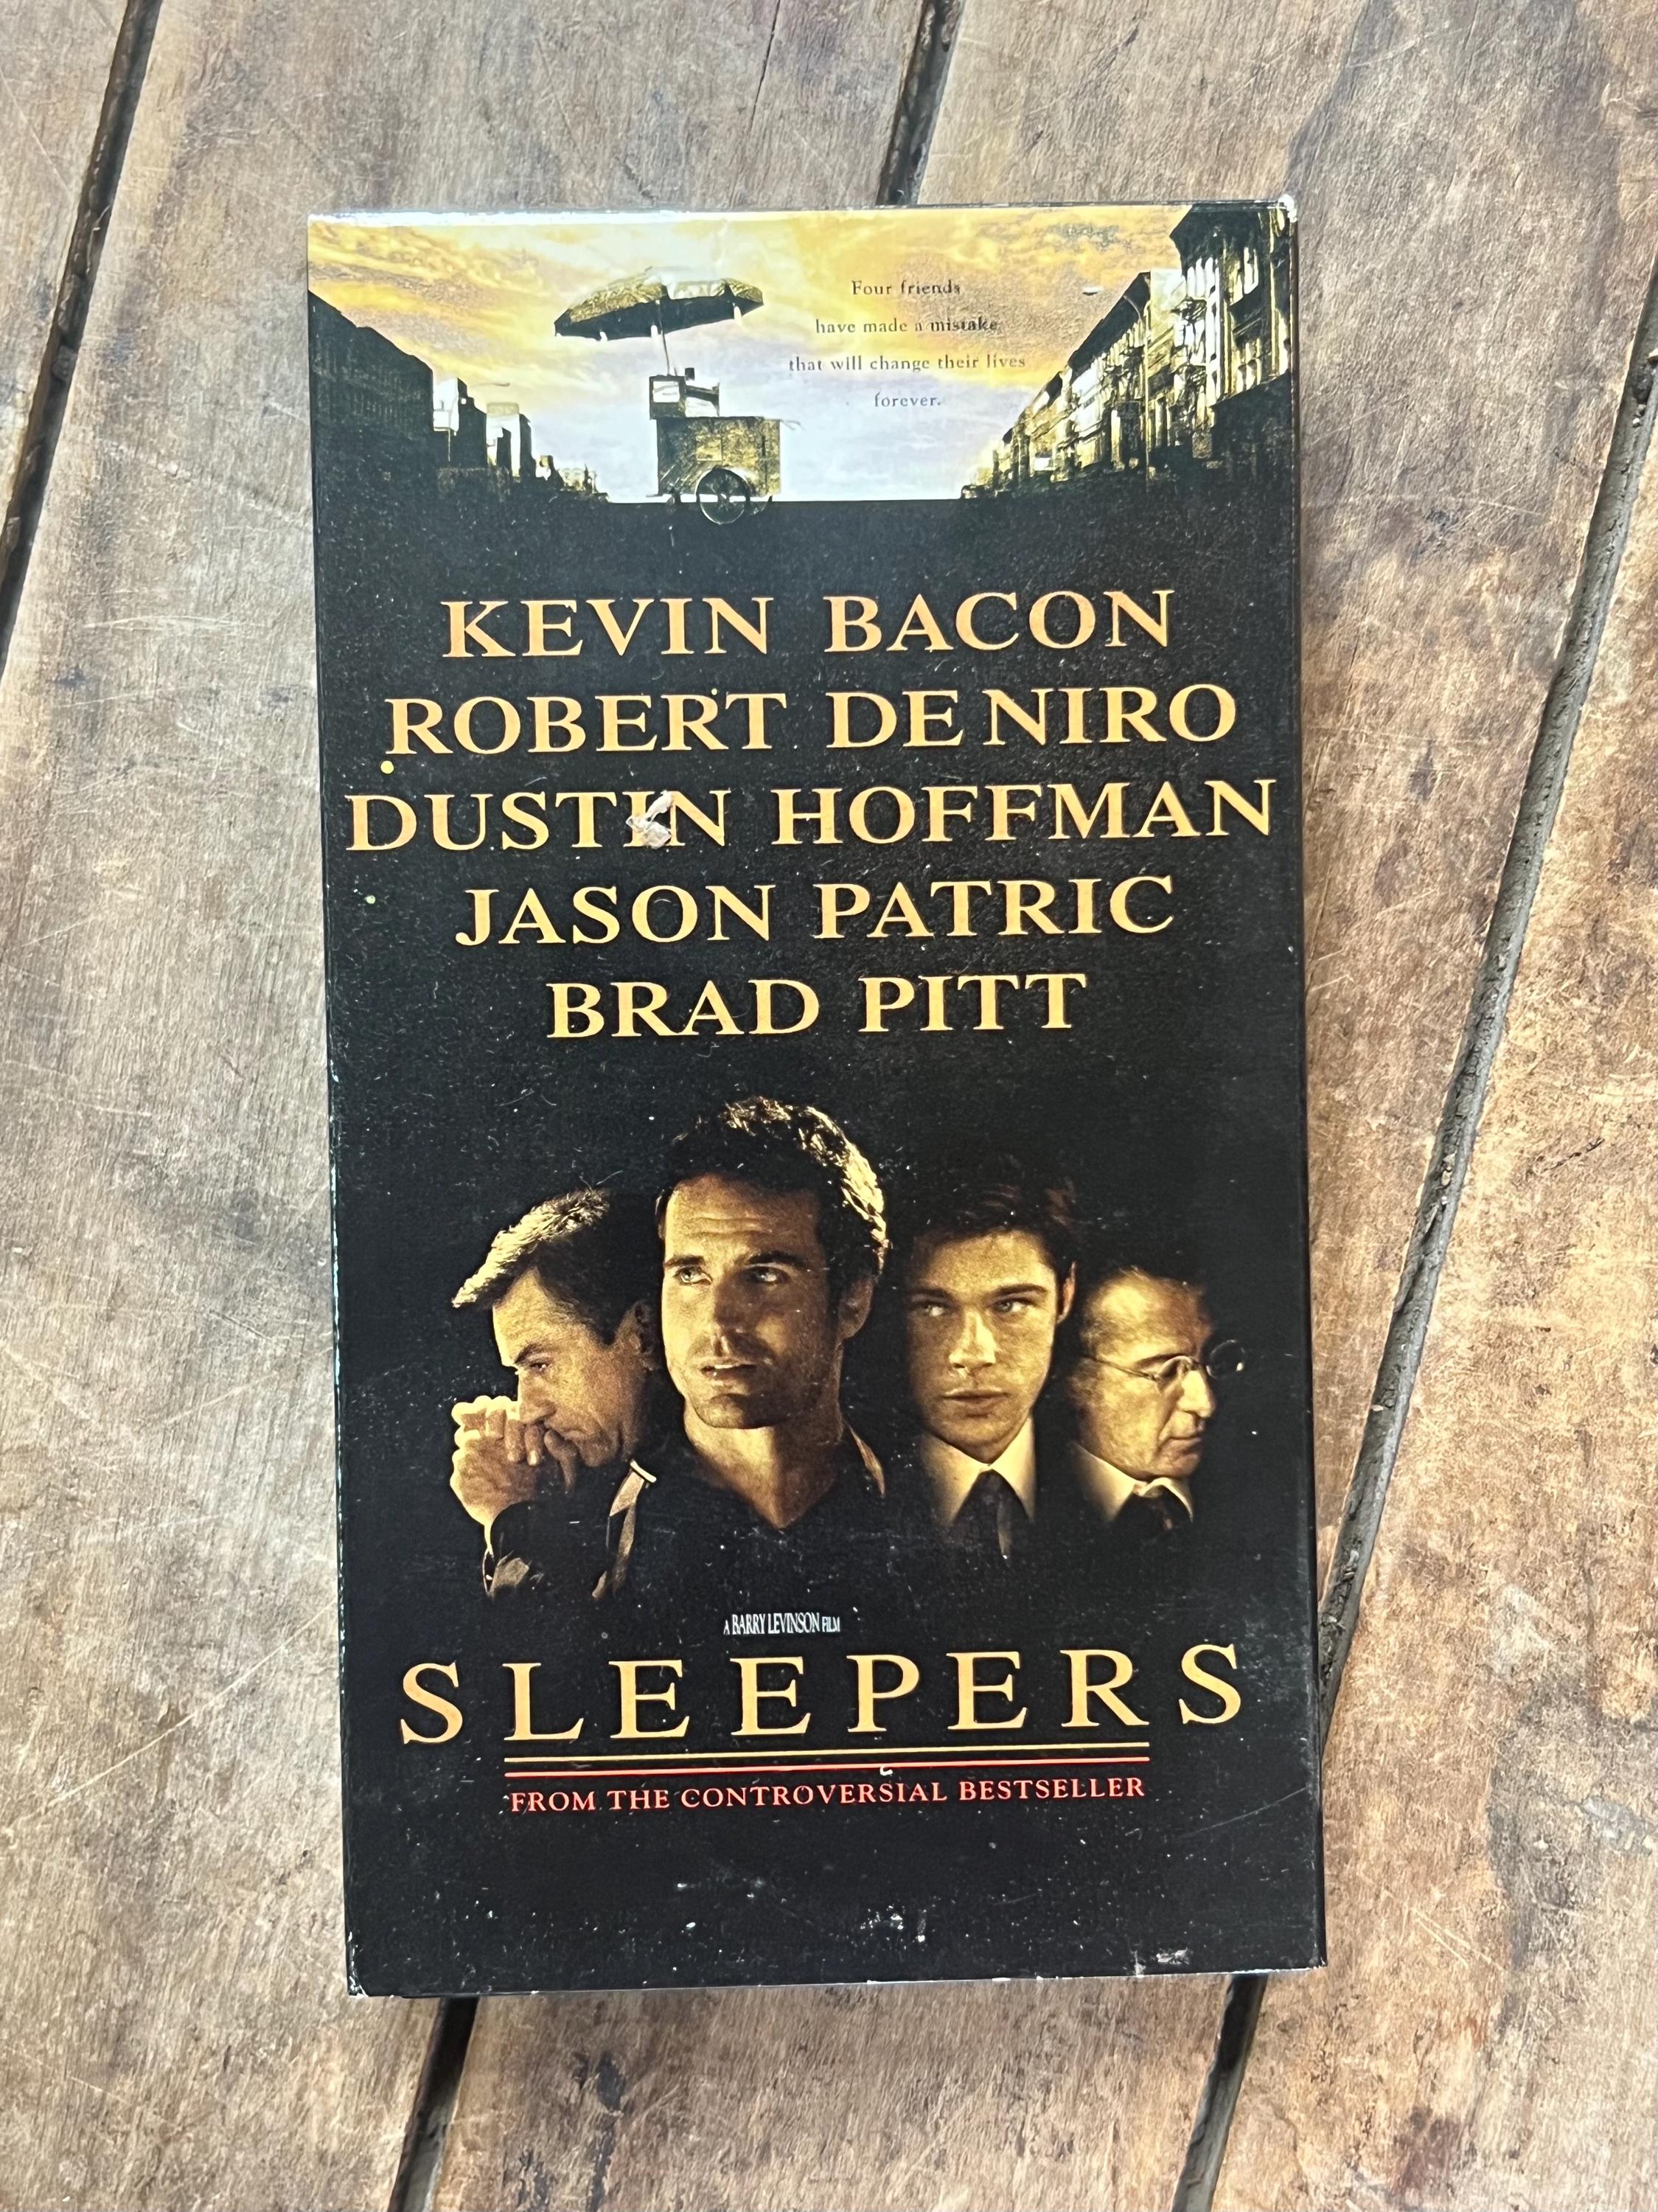 Four friends
have made a mistake
that will change their lives
forever.
KEVIN BACON
ROBERT DE NIRO
DUSTIN HOFFMAN
JASON PATRIC
BRAD PITT
A BARRY LEVINSON FILM
SLEEPERS
FROM THE CONTROVERSIAL BESTSELLER